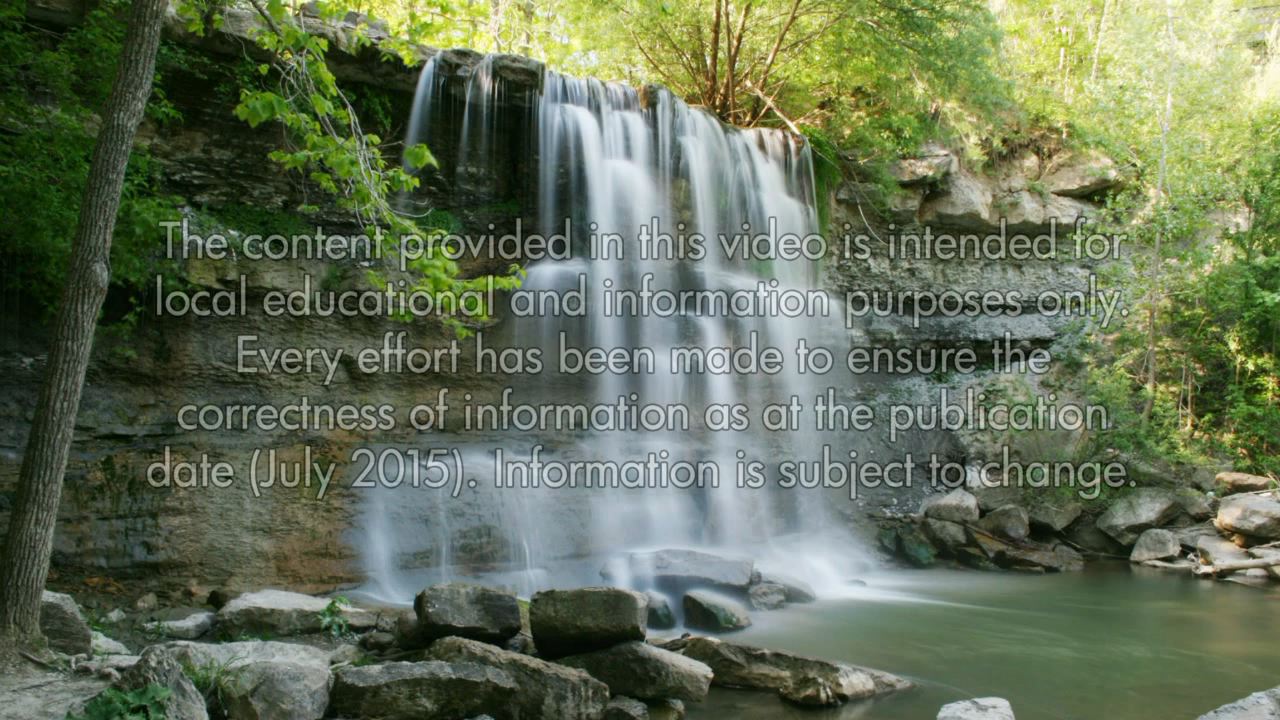 The content provided in this video is intended for
local educational and information purposes only.
Every effort has been made to ensure the
correctness of information as at the publication
date (July 2015). Information is subject to change.